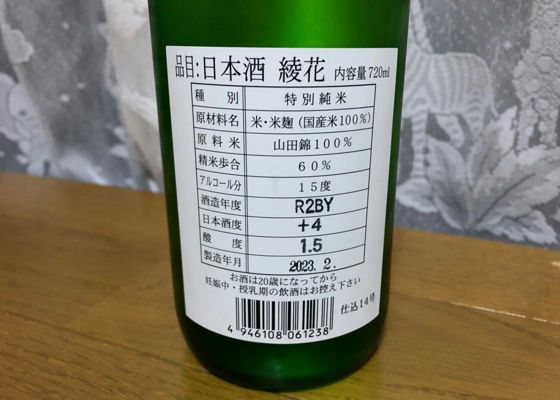 品目:日本酒 綾花 内容量720ml
種別 特別純米
原材料名 米・米麹(国産米100%)
原料米 山田錦100%
精米歩合 60%
アルコール分 15度
酒造年度 R2BY
日本酒度 +4
酸度 1.5
製造年月 2023. 2.
お酒は20歳になってから
妊娠中・授乳期の飲酒はお控え下さい
仕込14号
4 946108 061238